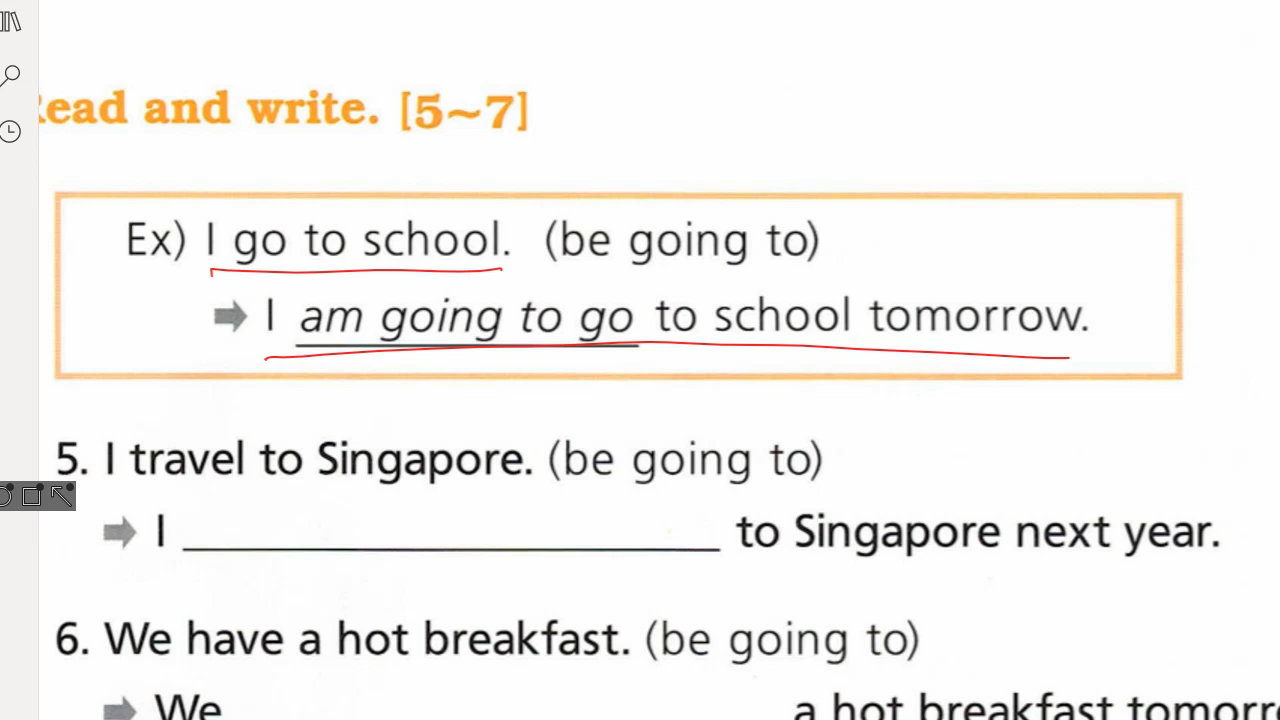 Read and write. [5~7]
Ex) I go to school. (be going to)
➡ I am going to go to school tomorrow.
5. I travel to Singapore. (be going to)
➡ I ____________________ to Singapore next year.
6. We have a hot breakfast. (be going to)
➡ We a hot breakfast